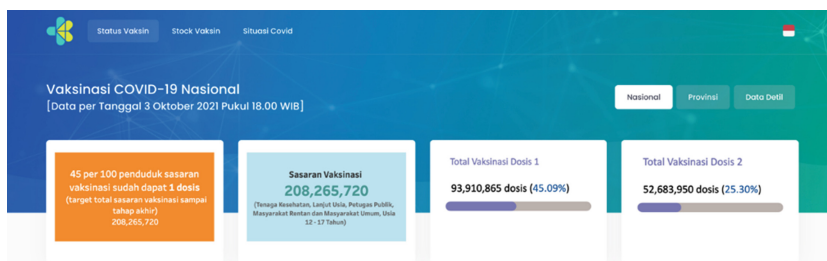 Status Vaksin
Stock Vaksin
Situasi Covid
Vaksinasi COVID-19 Nasional
[Data per Tanggal 3 Oktober 2021 Pukul 18.00 WIB]
Nasional
Provinsi
Data Detil
45 per 100 penduduk sasaran
vaksinasi sudah dapat 1 dosis
(target total sasaran vaksinasi sampai
tahap akhir)
208,265,720
Sasaran Vaksinasi
208,265,720
(Tenaga Kesehatan, Lanjut Usia, Petugas Publik,
Masyarakat Rentan dan Masyarakat Umum, Usia
12 - 17 Tahun)
Total Vaksinasi Dosis 1
93,910,865 dosis (45.09%)
Total Vaksinasi Dosis 2
52,683,950 dosis (25.30%)